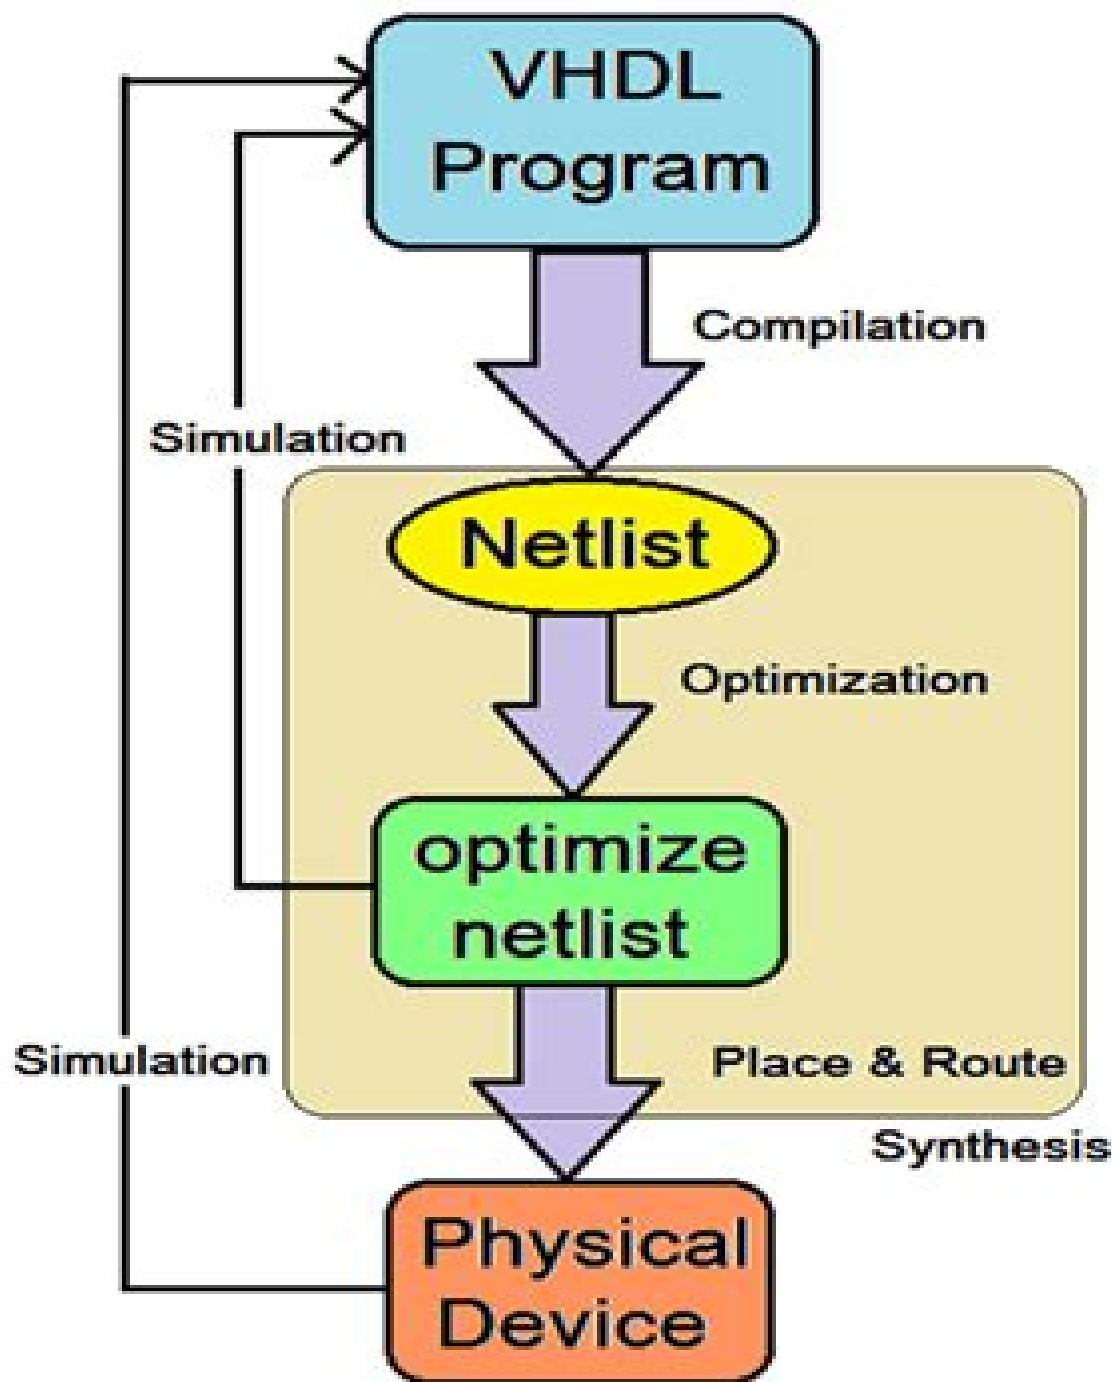 VHDL
Program
Compilation
Simulation
Netlist
Optimization
optimize
netlist
Simulation
Place & Route
Synthesis
Physical
Device